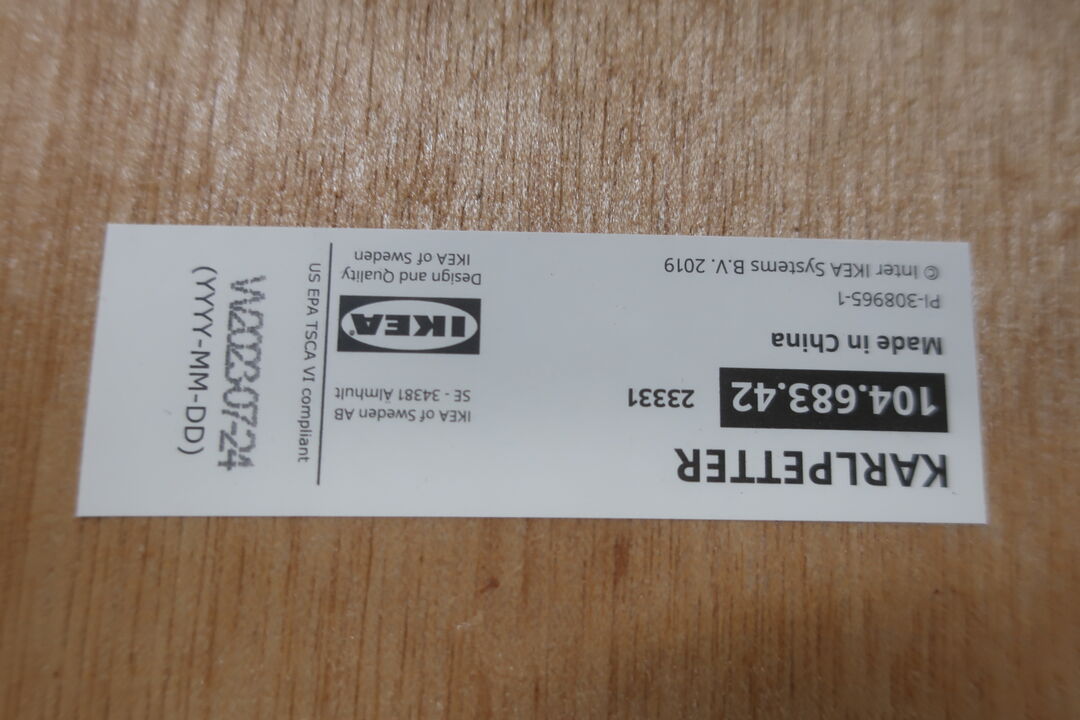 KARLPETTER
104.683.42 23331
Made in China
PI-308965-1
© Inter IKEA Systems B.V. 2019
IKEA of Sweden AB
SE - 34381 Älmhult
IKEA®
Design and Quality
IKEA of Sweden
US EPA TSCA VI compliant
W2023-07-24
(YYYY-MM-DD)